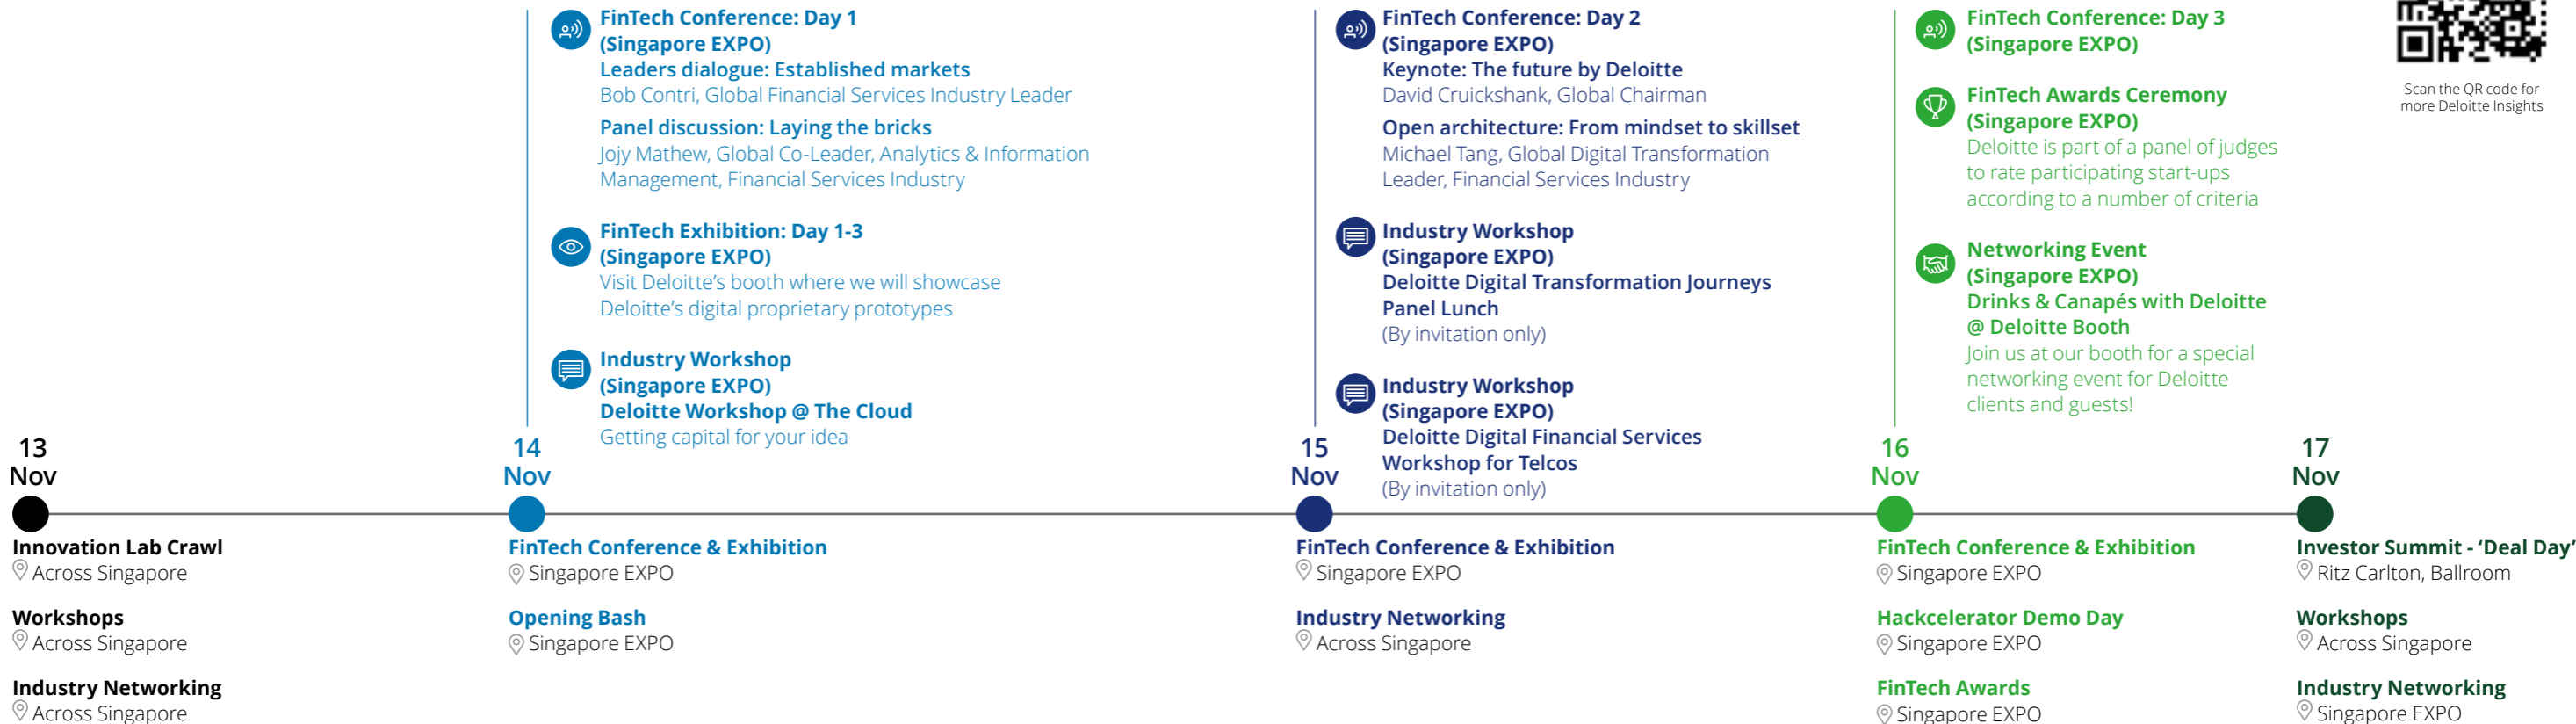 FinTech Conference: Day 1
(Singapore EXPO)
Leaders dialogue: Established markets
Bob Contri, Global Financial Services Industry Leader
Panel discussion: Laying the bricks
Jojy Mathew, Global Co-Leader, Analytics & Information
Management, Financial Services Industry
FinTech Exhibition: Day 1-3
(Singapore EXPO)
Visit Deloitte’s booth where we will showcase
Deloitte’s digital proprietary prototypes
Industry Workshop
(Singapore EXPO)
Deloitte Workshop @ The Cloud
Getting capital for your idea
FinTech Conference: Day 2
(Singapore EXPO)
Keynote: The future by Deloitte
David Cruickshank, Global Chairman
Open architecture: From mindset to skillset
Michael Tang, Global Digital Transformation
Leader, Financial Services Industry
Industry Workshop
(Singapore EXPO)
Deloitte Digital Transformation Journeys
Panel Lunch
(By invitation only)
Industry Workshop
(Singapore EXPO)
Deloitte Digital Financial Services
Workshop for Telcos
(By invitation only)
FinTech Conference: Day 3
(Singapore EXPO)
FinTech Awards Ceremony
(Singapore EXPO)
Deloitte is part of a panel of judges
to rate participating start-ups
according to a number of criteria
Networking Event
(Singapore EXPO)
Drinks & Canapés with Deloitte
@ Deloitte Booth
Join us at our booth for a special
networking event for Deloitte
clients and guests!
Scan the QR code for
more Deloitte Insights
13
Nov
Innovation Lab Crawl
Across Singapore
Workshops
Across Singapore
Industry Networking
Across Singapore
14
Nov
FinTech Conference & Exhibition
Singapore EXPO
Opening Bash
Singapore EXPO
15
Nov
FinTech Conference & Exhibition
Singapore EXPO
Industry Networking
Across Singapore
16
Nov
FinTech Conference & Exhibition
Singapore EXPO
Hackcelerator Demo Day
Singapore EXPO
FinTech Awards
Singapore EXPO
17
Nov
Investor Summit - ‘Deal Day’
Ritz Carlton, Ballroom
Workshops
Across Singapore
Industry Networking
Singapore EXPO